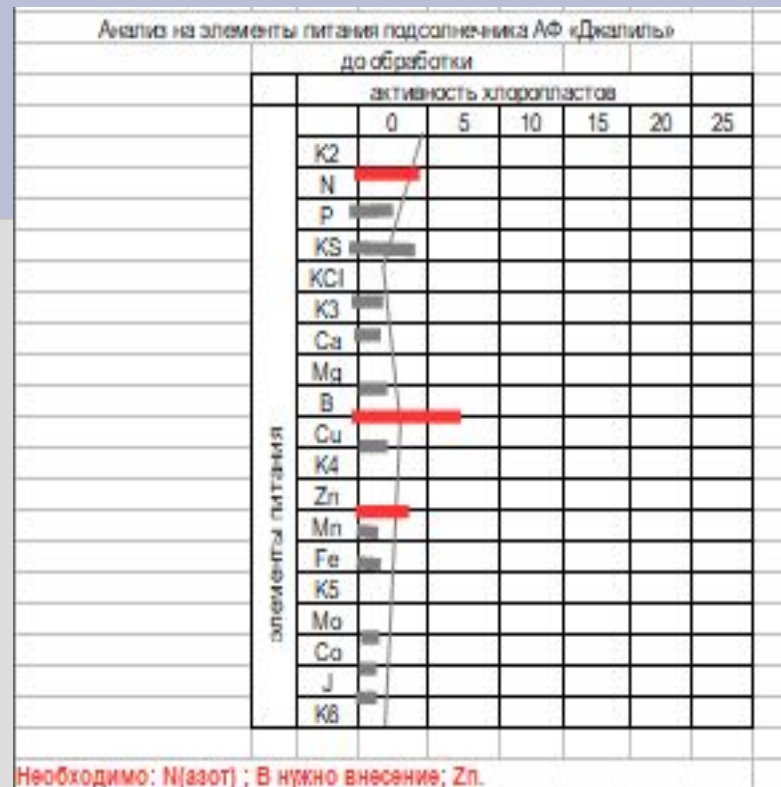 Анализ на элементы питания подсолнечника АФ «Джалиль»
до обработки
активность хлоропластов
0 5 10 15 20 25
элементы питания
K2
N
P
KS
KCl
K3
Ca
Mg
B
Cu
K4
Zn
Mn
Fe
K5
Mo
Co
J
K6
Необходимо: N(азот) ; В нужно внесение; Zn.